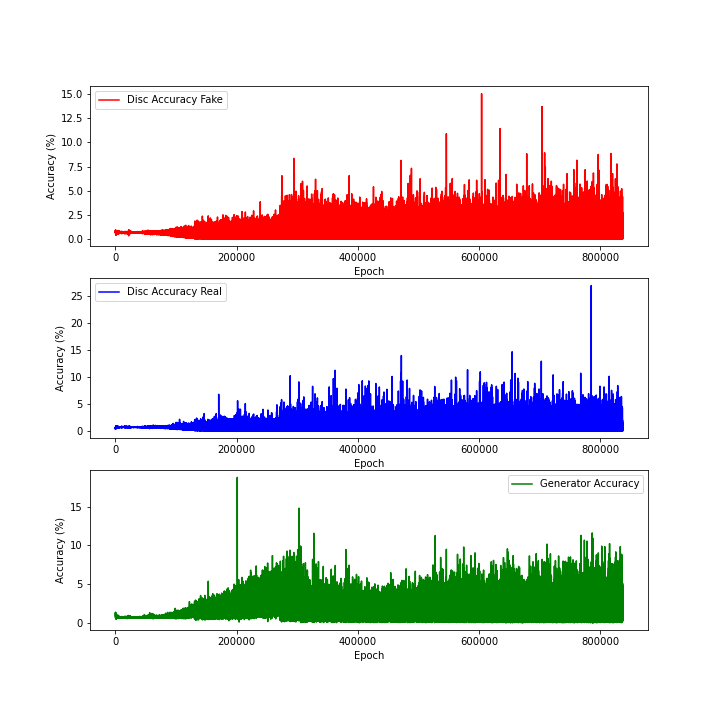 Disc Accuracy Fake
Accuracy (%)
15.0
12.5
10.0
7.5
5.0
2.5
0.0
0 200000 400000 600000 800000
Epoch
Disc Accuracy Real
Accuracy (%)
25
20
15
10
5
0
0 200000 400000 600000 800000
Epoch
Generator Accuracy
Accuracy (%)
15
10
5
0
0 200000 400000 600000 800000
Epoch